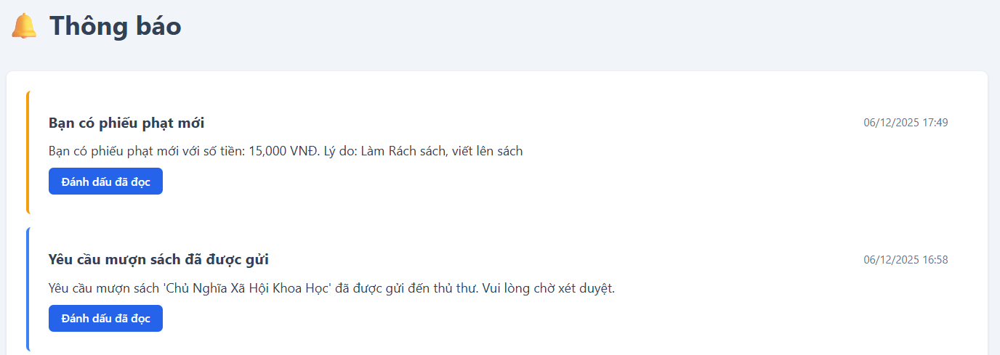 Thông báo
Bạn có phiếu phạt mới
06/12/2025 17:49
Bạn có phiếu phạt mới với số tiền: 15,000 VNĐ. Lý do: Làm Rách sách, viết lên sách
Đánh dấu đã đọc
Yêu cầu mượn sách đã được gửi
06/12/2025 16:58
Yêu cầu mượn sách 'Chủ Nghĩa Xã Hội Khoa Học' đã được gửi đến thủ thư. Vui lòng chờ xét duyệt.
Đánh dấu đã đọc